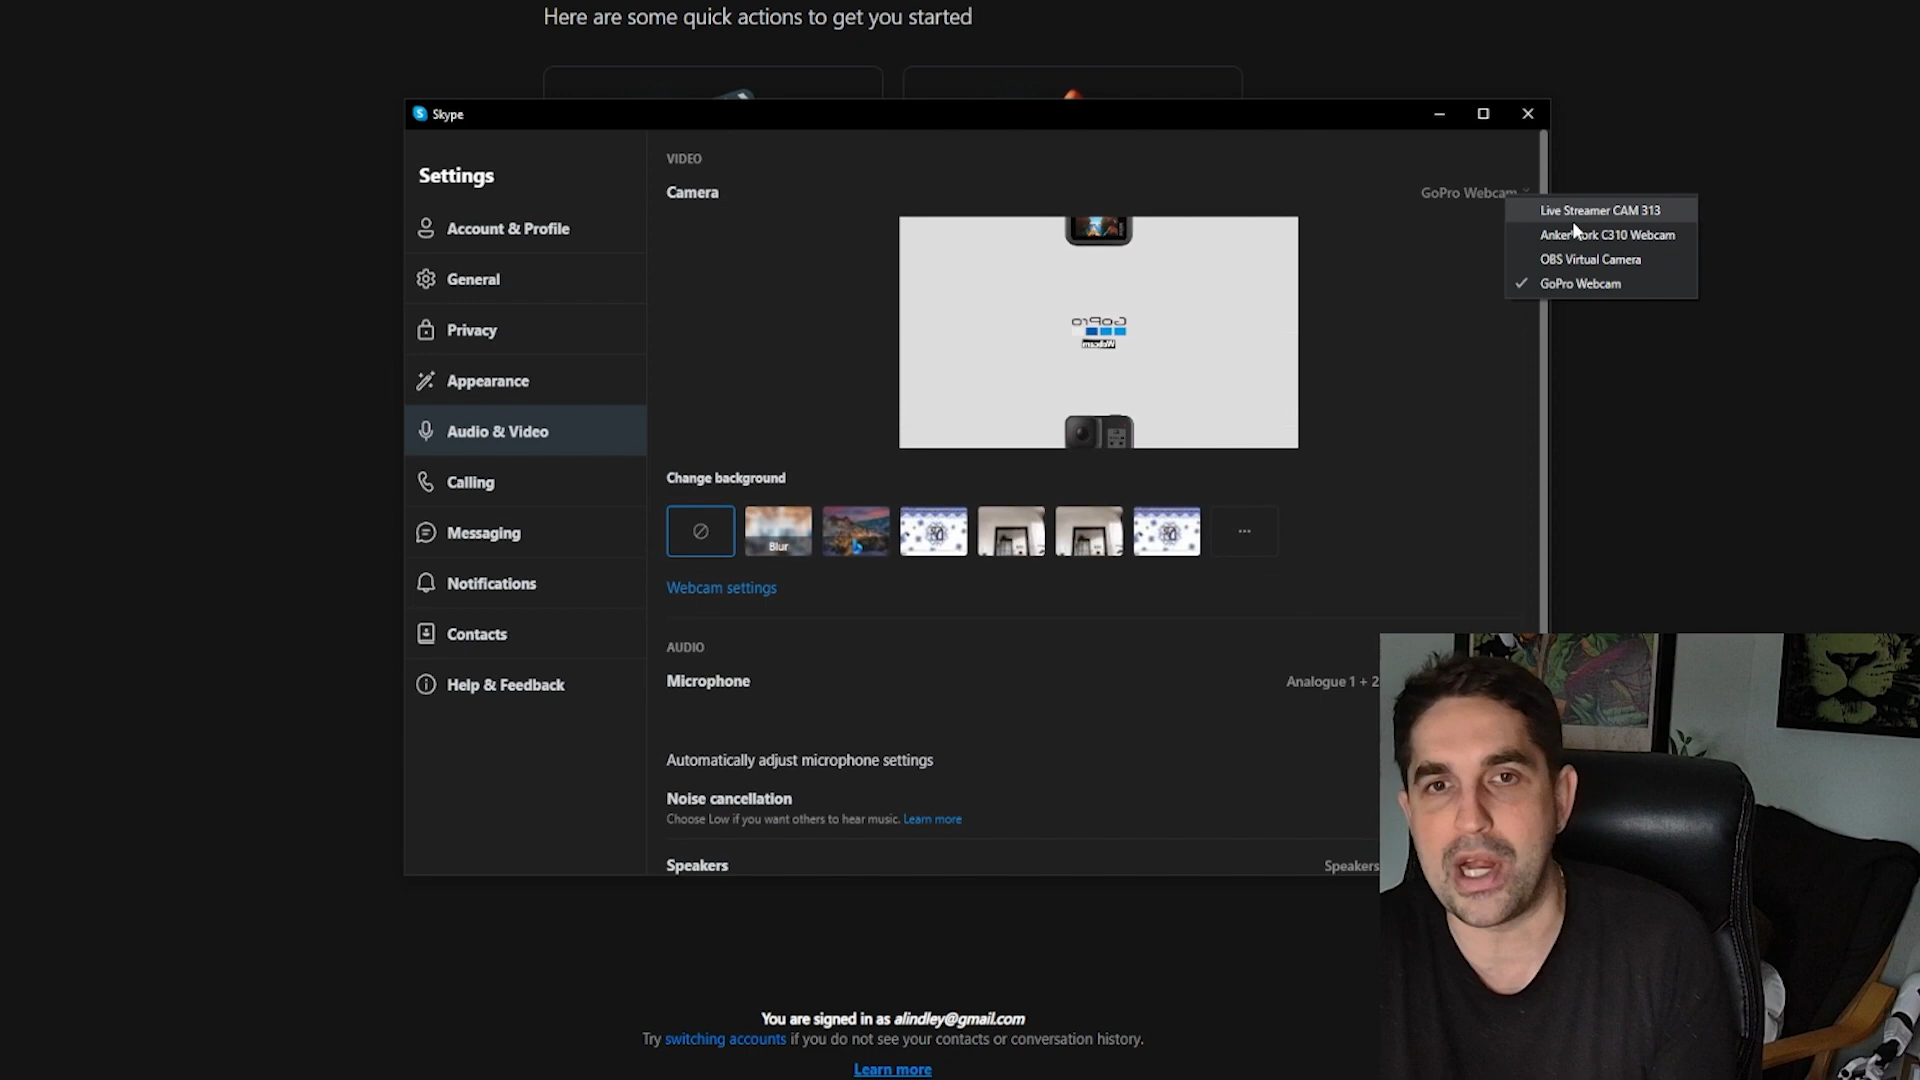 Here are some quick actions to get you started
Skype
Settings
Account & Profile
General
Privacy
Appearance
Audio & Video
Calling
Messaging
Notifications
Contacts
Help & Feedback
VIDEO
Camera
GoPro Webcam
Live Streamer CAM 313
OBS Virtual Camera
GoPro Webcam
GoPro
Webcam
Change background
Blur
Webcam settings
AUDIO
Microphone
Analogue 1 + 2
Automatically adjust microphone settings
Noise cancellation
Choose Low if you want others to hear music. Learn more
Speakers
Speakers
You are signed in as alindley@gmail.com
Try switching accounts if you do not see your contacts or conversation history.
Learn more